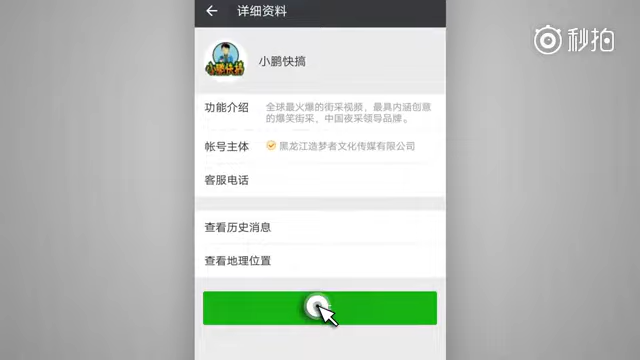 详细资料
秒拍
小鹏快搞
小鹏快搞
功能介绍
全球最火爆的街采视频，最具内涵创意
的爆笑街采，中国夜采领导品牌。
帐号主体
黑龙江造梦者文化传媒有限公司
客服电话
查看历史消息
查看地理位置